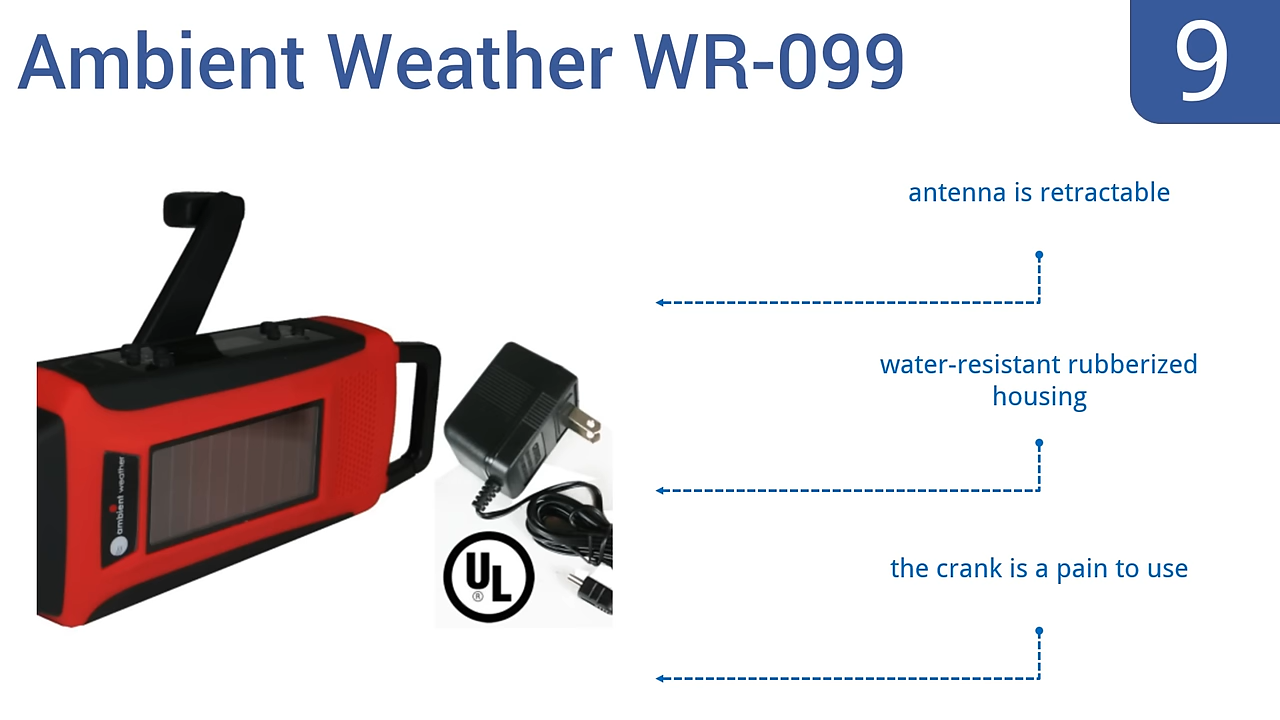 Ambient Weather WR-099
9
antenna is retractable
water-resistant rubberized
housing
the crank is a pain to use
ambient weather
UL
®